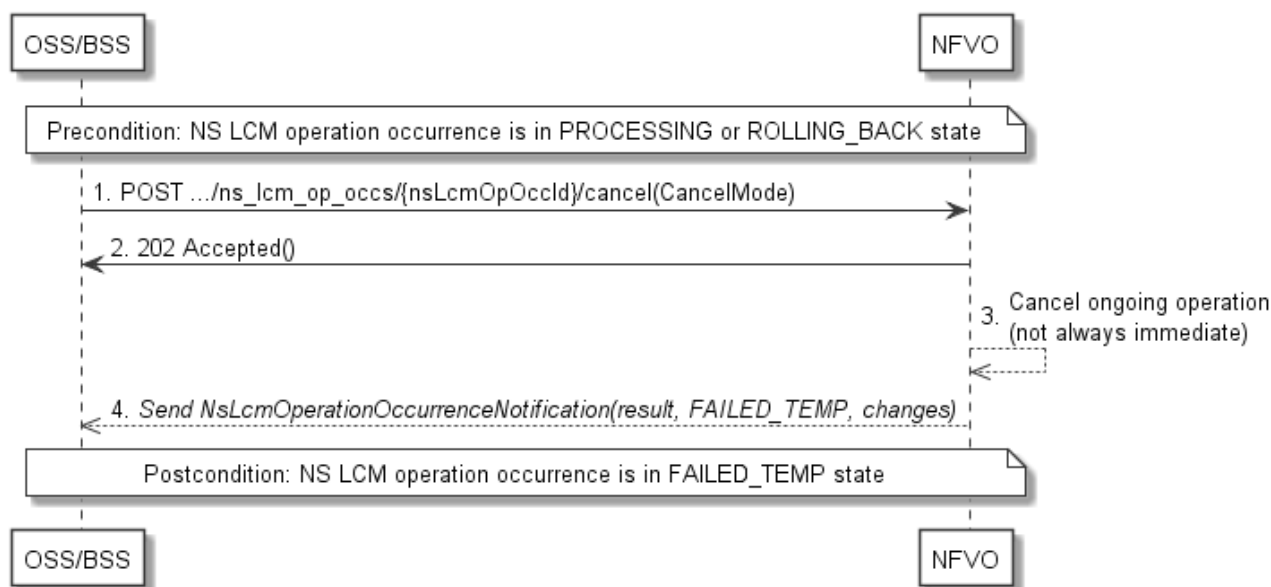 OSS/BSS
NFVO
Precondition: NS LCM operation occurrence is in PROCESSING or ROLLING_BACK state
1. POST .../ns_lcm_op_occs/{nsLcmOpOccId}/cancel(CancelMode)
2. 202 Accepted()
3. Cancel ongoing operation
(not always immediate)
4. Send NsLcmOperationOccurrenceNotification(result, FAILED_TEMP, changes)
Postcondition: NS LCM operation occurrence is in FAILED_TEMP state
OSS/BSS
NFVO